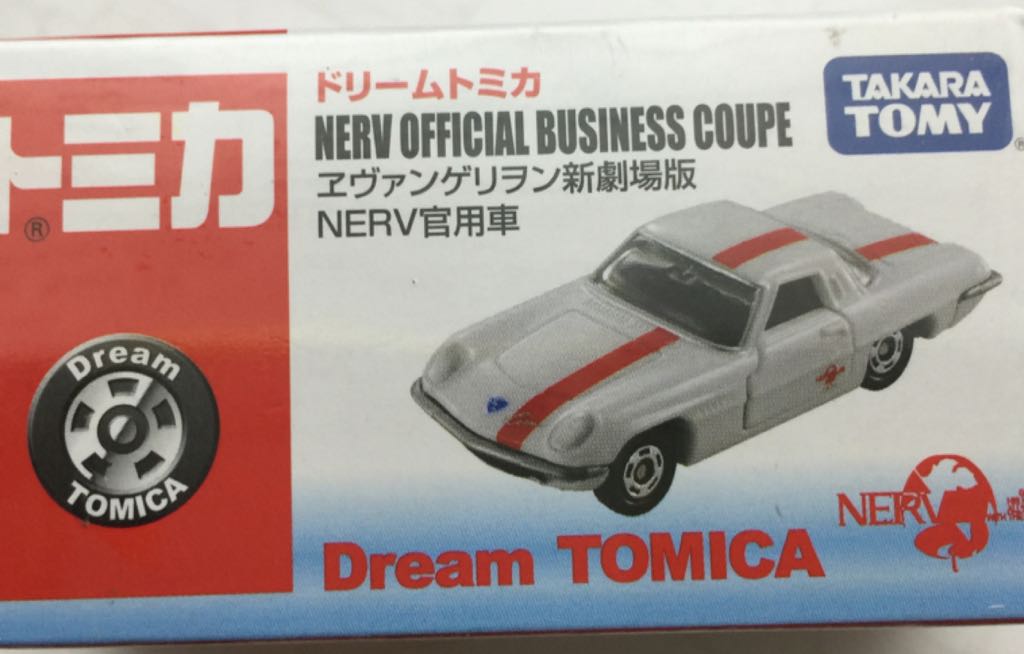 トミカ
®
Dream
TOMICA
ドリームトミカ
NERV OFFICIAL BUSINESS COUPE
ヱヴァンゲリヲン新劇場版
NERV官用車
TAKARA
TOMY
®
NERV
Dream TOMICA